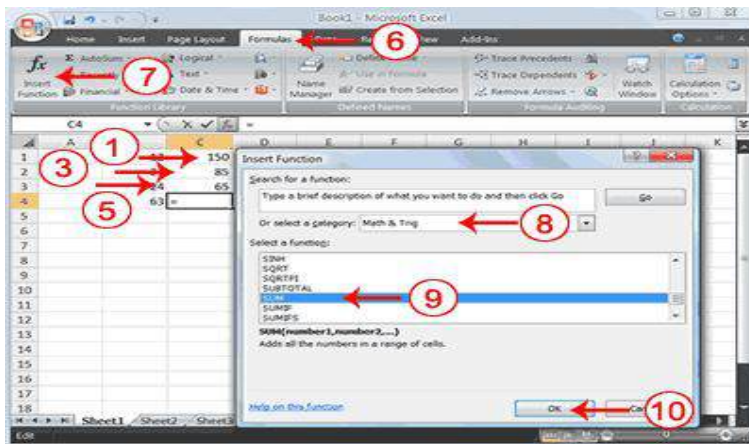 Book1 - Microsoft Excel
Home Insert Page Layout Formulas Add-Ins
6
fx Insert Function
7
Σ AutoSum
Logical
Financial
Text
Date & Time
Function Library
Name Manager
Use in Formula
Create from Selection
Defined Names
Trace Precedents
Trace Dependents
Remove Arrows
Formula Auditing
Watch Window
Calculation Options
Calculation
C4 fx =
A C D E F G H I J K
1 1 150
2 3 85
3 24 65
4 5 63 =
5
6
7
8
9
10
11
12
13
14
15
16
17
18
Insert Function
Search for a function:
Type a brief description of what you want to do and then click Go
Go
Or select a category: Math & Trig
8
Select a function:
SINH
SQRT
SQRTPI
SUBTOTAL
SUM
9
SUMIF
SUMIFS
SUM(number1,number2,...)
Adds all the numbers in a range of cells.
Help on this function
OK
10
Sheet1 Sheet2 Sheet3
Edit